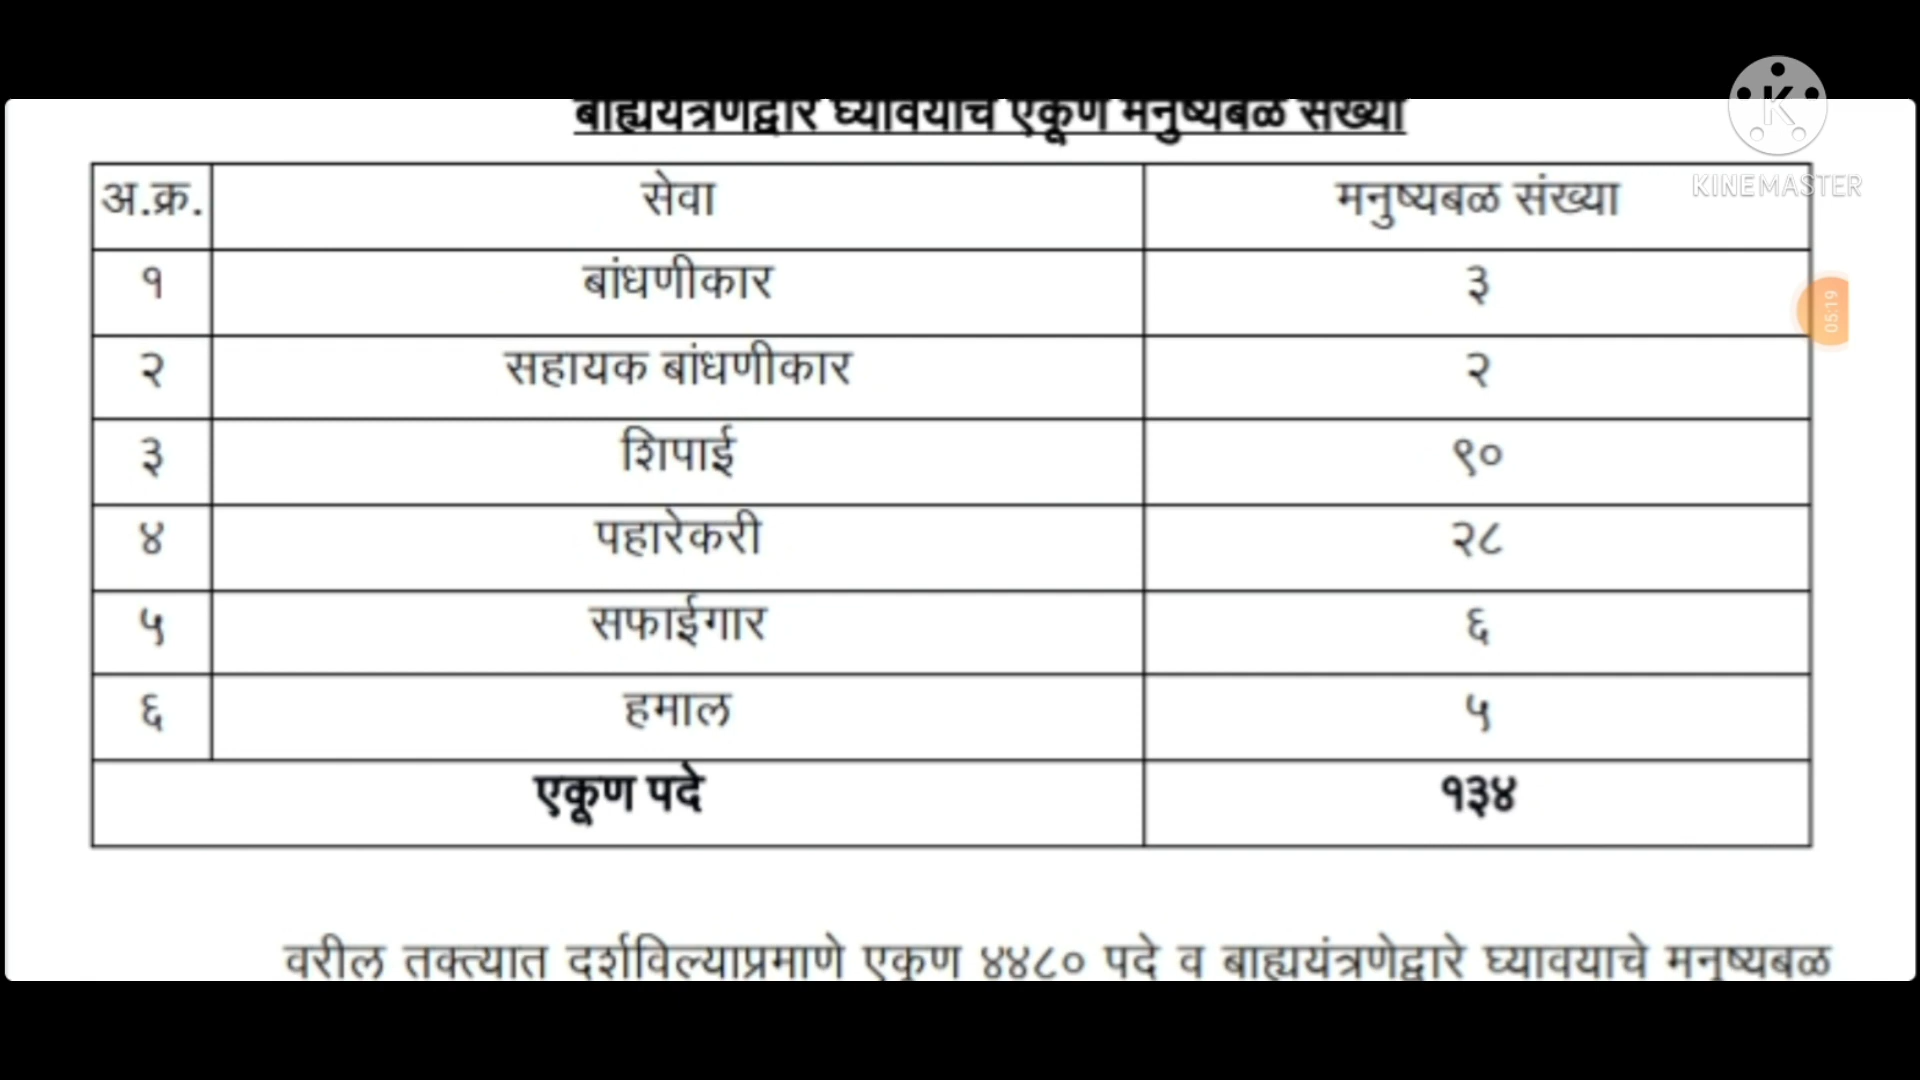 बाह्ययंत्रणेद्वारे घ्यावयाचे एकूण मनुष्यबळ संख्या
KINEMASTER
अ.क्र. सेवा मनुष्यबळ संख्या
१ बांधणीकार ३
२ सहायक बांधणीकार २
३ शिपाई ९०
४ पहारेकरी २८
५ सफाईगार ६
६ हमाल ५
एकूण पदे १३४
वरील तक्त्यात दर्शविल्याप्रमाणे एकूण ४४८० पदे व बाह्ययंत्रणेद्वारे घ्यावयाचे मनुष्यबळ
05:19